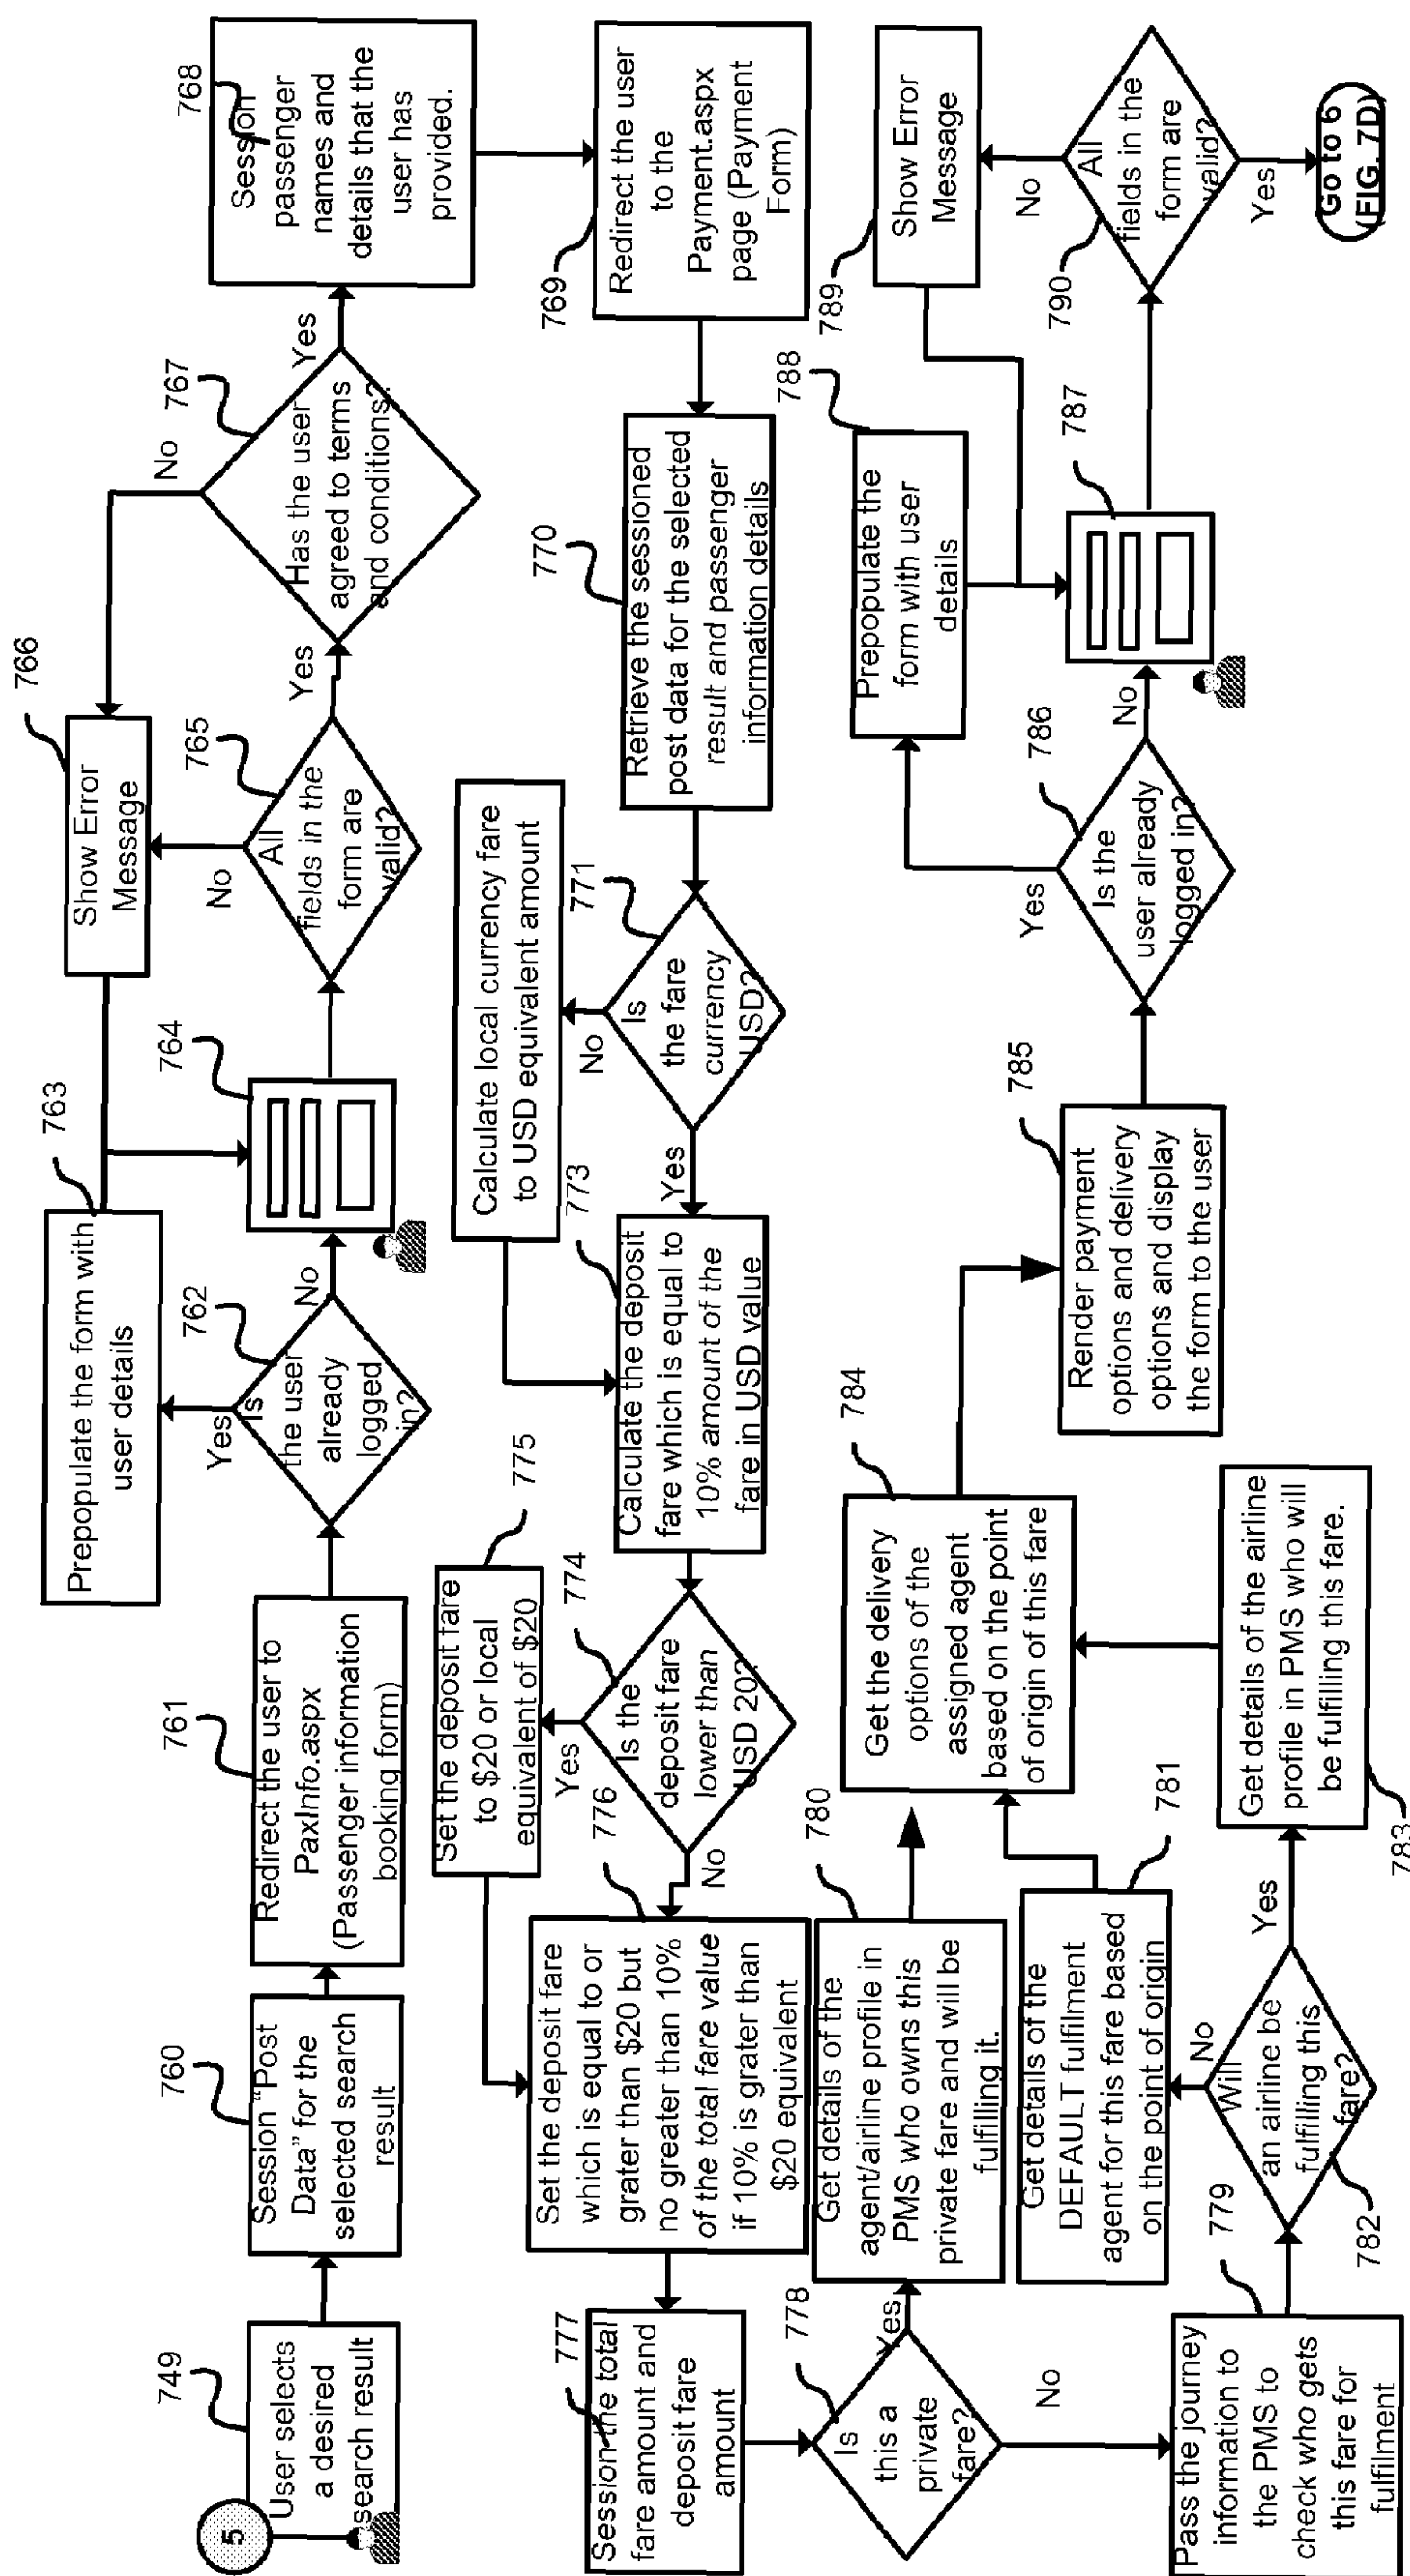 5
749
User selects
a desired
search result
760
Session "Post
Data" for the
selected search
result
761
Redirect the user to
PaxInfo.aspx
(Passenger information
booking form)
762
Is
the user
already
logged
in?
Yes
No
763
Prepopulate the form with
user details
764
765
All
fields in the
form are
valid?
No
Yes
766
Show Error
Message
767
Has the user
agreed to terms
and conditions?
No
Yes
768
Session
passenger
names and
details that the
user has
provided.
769
Redirect the user
to the
Payment.aspx
page (Payment
Form)
770
Retrieve the sessioned
post data for the selected
result and passenger
information details
771
Is
the fare
currency
USD?
No
Yes
Calculate local currency fare
to USD equivalent amount
773
Calculate the deposit
fare which is equal to
10% amount of the
fare in USD value
774
Is the
deposit fare
lower than
USD 20?
Yes
No
775
Set the deposit fare
to $20 or local
equivalent of $20
776
Set the deposit fare
which is equal to or
grater than $20 but
no greater than 10%
of the total fare value
if 10% is grater than
$20 equivalent
777
Session the total
fare amount and
deposit fare
amount
778
Is
this a
private
fare?
Yes
No
779
Pass the journey
information to
the PMS to
check who gets
this fare for
fulfilment
780
Get details of the
agent/airline profile in
PMS who owns this
private fare and will be
fulfilling it.
781
Get details of the
DEFAULT fulfilment
agent for this fare based
on the point of origin
782
Will
an airline be
fulfilling this
fare?
No
Yes
783
Get details of the airline
profile in PMS who will
be fulfilling this fare.
784
Get the delivery
options of the
assigned agent
based on the point
of origin of this fare
785
Render payment
options and delivery
options and display
the form to the user
786
Is the
user already
logged in?
Yes
No
787
788
Prepopulate the
form with user
details
789
Show Error
Message
790
All
fields in the
form are
valid?
No
Yes
Go to 6
(FIG. 7D)